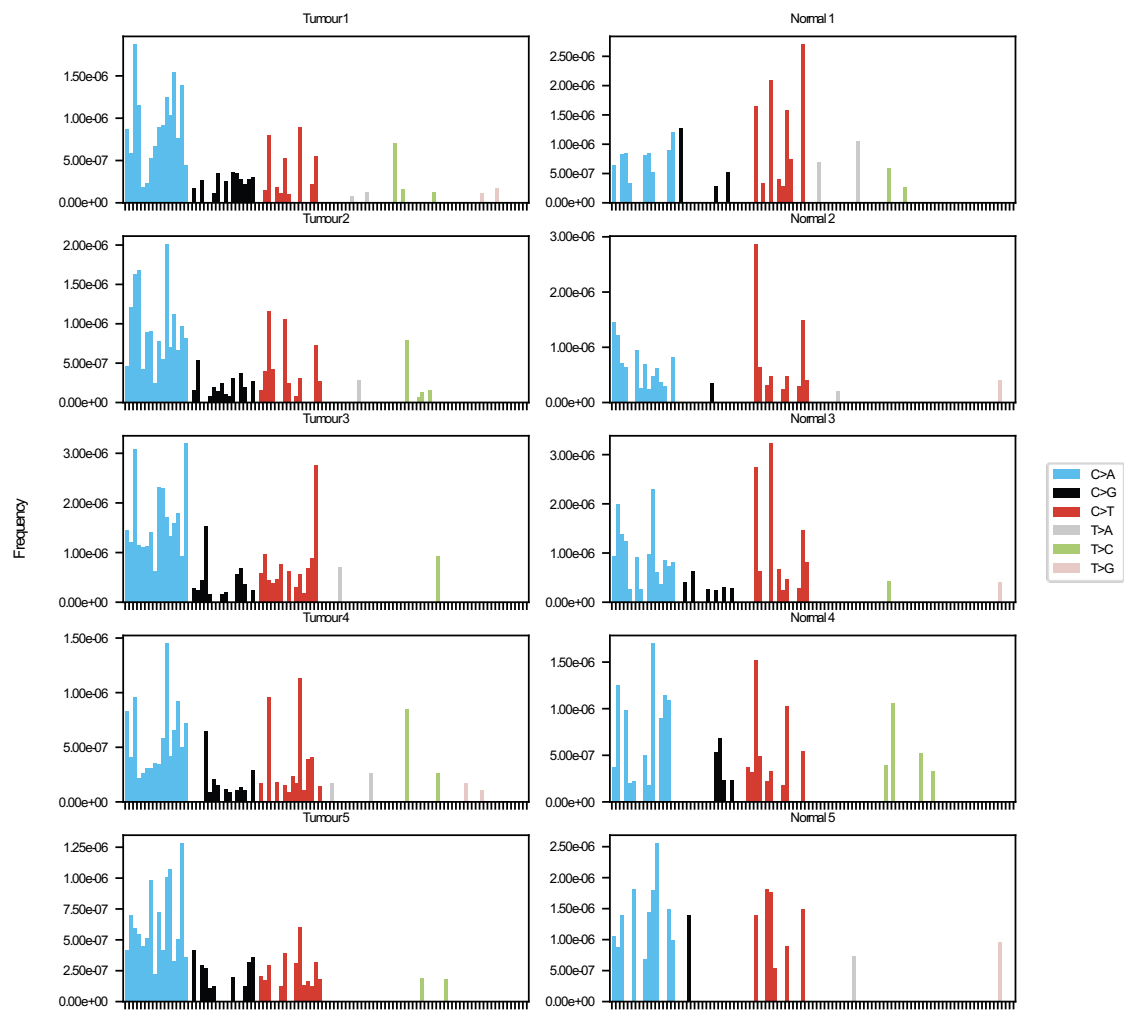 Tumour1
Normal 1
1.50e-06
1.00e-06
5.00e-07
0.00e+00
2.50e-06
2.00e-06
1.50e-06
1.00e-06
5.00e-07
0.00e+00
Tumour2
Normal 2
2.00e-06
1.50e-06
1.00e-06
5.00e-07
0.00e+00
3.00e-06
2.00e-06
1.00e-06
0.00e+00
Tumour3
Normal 3
3.00e-06
2.00e-06
1.00e-06
0.00e+00
3.00e-06
2.00e-06
1.00e-06
0.00e+00
Frequency
C>A
C>G
C>T
T>A
T>C
T>G
Tumour4
Normal 4
1.50e-06
1.00e-06
5.00e-07
0.00e+00
1.50e-06
1.00e-06
5.00e-07
0.00e+00
Tumour5
Normal 5
1.25e-06
1.00e-06
7.50e-07
5.00e-07
2.50e-07
0.00e+00
2.50e-06
2.00e-06
1.50e-06
1.00e-06
5.00e-07
0.00e+00